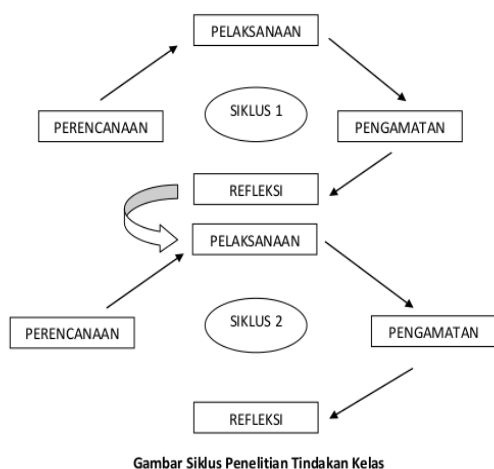 PELAKSANAAN
SIKLUS 1
PERENCANAAN
PENGAMATAN
REFLEKSI
PELAKSANAAN
SIKLUS 2
PERENCANAAN
PENGAMATAN
REFLEKSI
Gambar Siklus Penelitian Tindakan Kelas